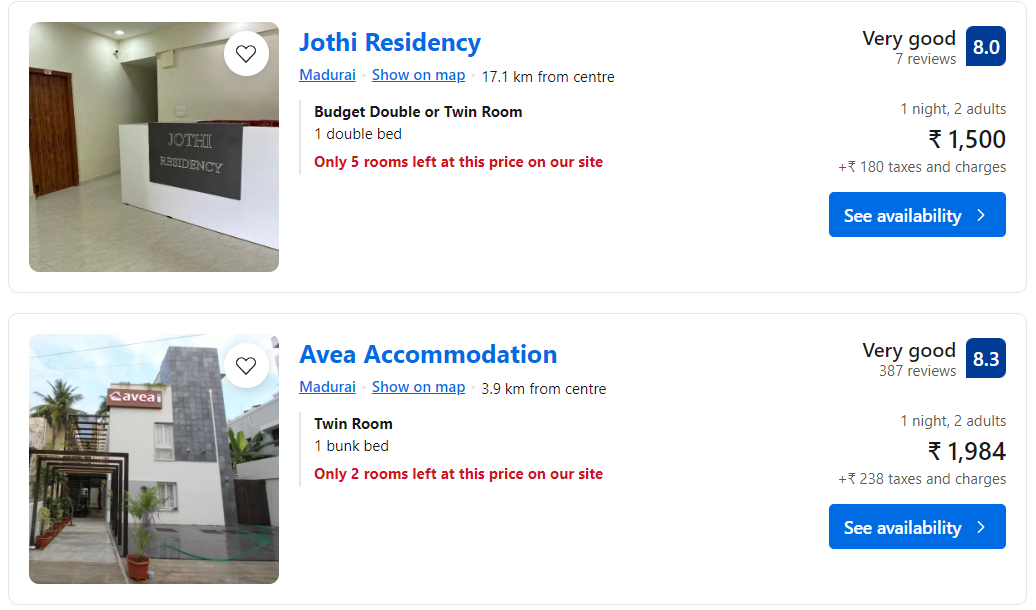 Jothi Residency
Madurai Show on map 17.1 km from centre
Budget Double or Twin Room
1 double bed
Only 5 rooms left at this price on our site
Very good 8.0
7 reviews
1 night, 2 adults
₹ 1,500
+₹ 180 taxes and charges
See availability
JOTHI
RESIDENCY
Avea Accommodation
Madurai Show on map 3.9 km from centre
Twin Room
1 bunk bed
Only 2 rooms left at this price on our site
Very good 8.3
387 reviews
1 night, 2 adults
₹ 1,984
+₹ 238 taxes and charges
See availability
avea